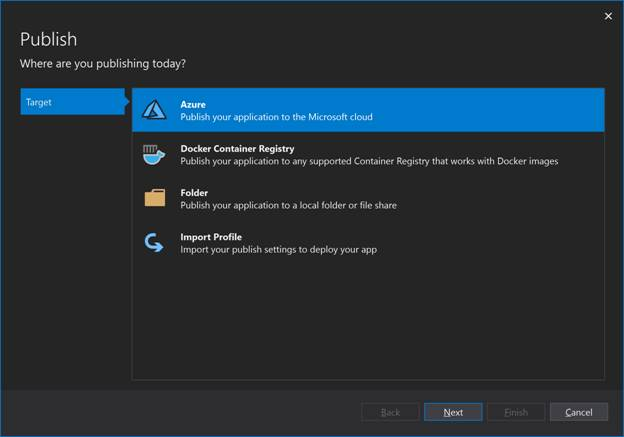 Publish
Where are you publishing today?
Target
Azure
Publish your application to the Microsoft cloud
Docker Container Registry
Publish your application to any supported Container Registry that works with Docker images
Folder
Publish your application to a local folder or file share
Import Profile
Import your publish settings to deploy your app
Back
Next
Finish
Cancel